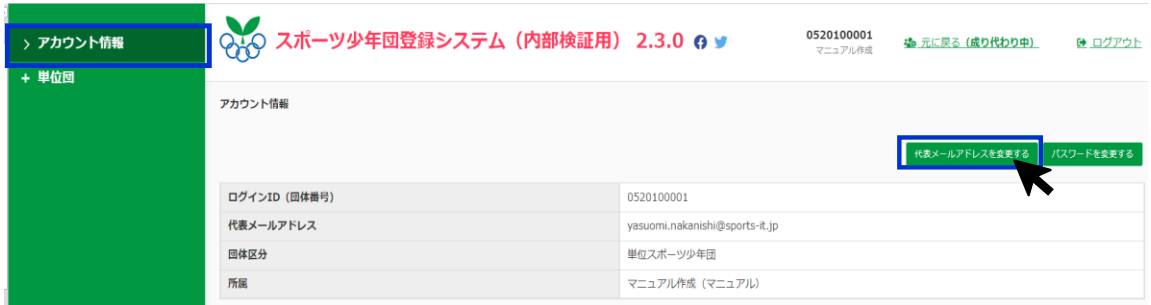 > アカウント情報
+ 単位団
スポーツ少年団登録システム（内部検証用） 2.3.0
0520100001
マニュアル作成
元に戻る（成り代わり中）
ログアウト
アカウント情報
代表メールアドレスを変更する
パスワードを変更する
ログインID（団体番号） 0520100001
代表メールアドレス yasuomi.nakanishi@sports-it.jp
団体区分 単位スポーツ少年団
所属 マニュアル作成（マニュアル）